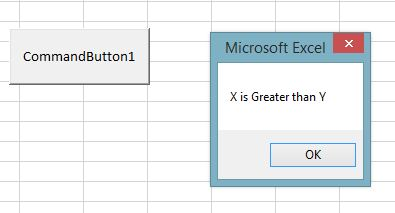 CommandButton1
Microsoft Excel
X is Greater than Y
OK